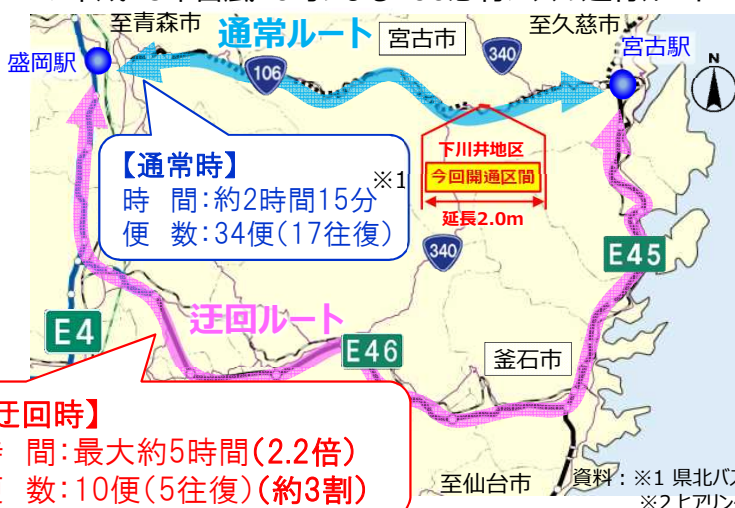 至青森市
通常ルート
宮古市
340
至久慈市
宮古駅
盛岡駅
106
N
【通常時】
時　間：約2時間15分※1
便　数：34便(17往復)
下川井地区
今回開通区間
延長2.0m
340
E45
迂回ルート
E4
E46
釜石市
迂回時】
間：最大約5時間(2.2倍)
数：10便(5往復)(約3割)
至仙台市
資料：※1 県北バス
※2 ヒアリン